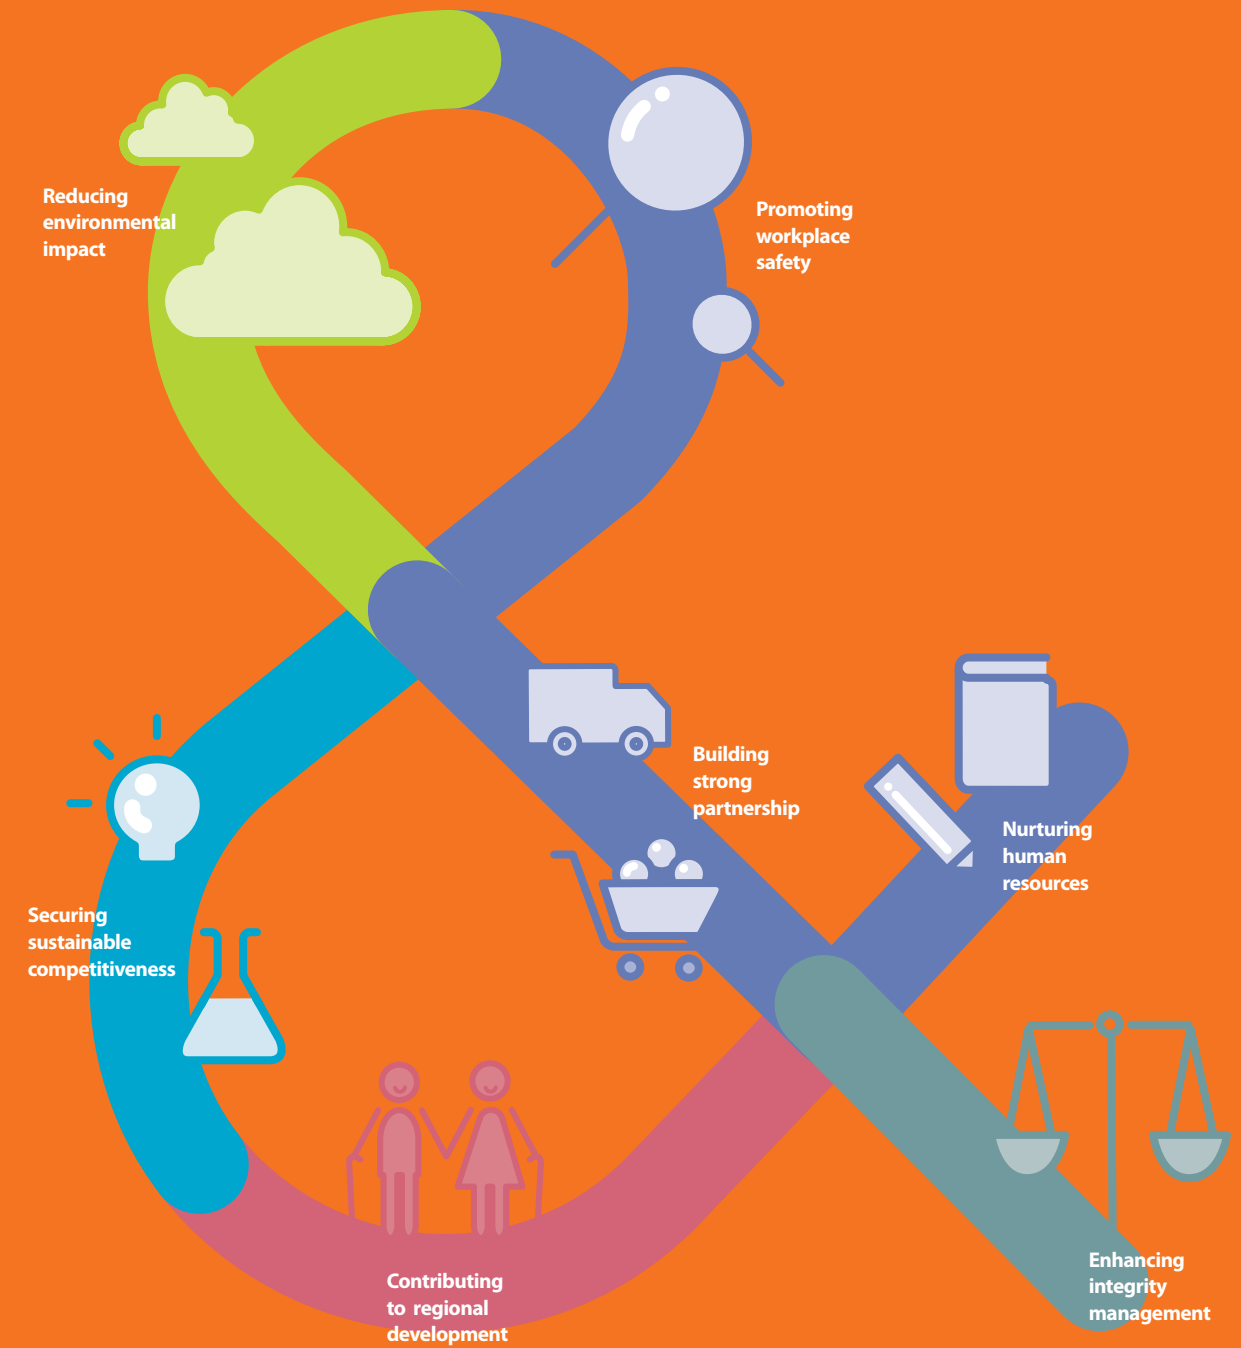 Reducing
environmental
impact
Promoting
workplace
safety
Building
strong
partnership
Nurturing
human
resources
Securing
sustainable
competitiveness
Contributing
to regional
development
Enhancing
integrity
management